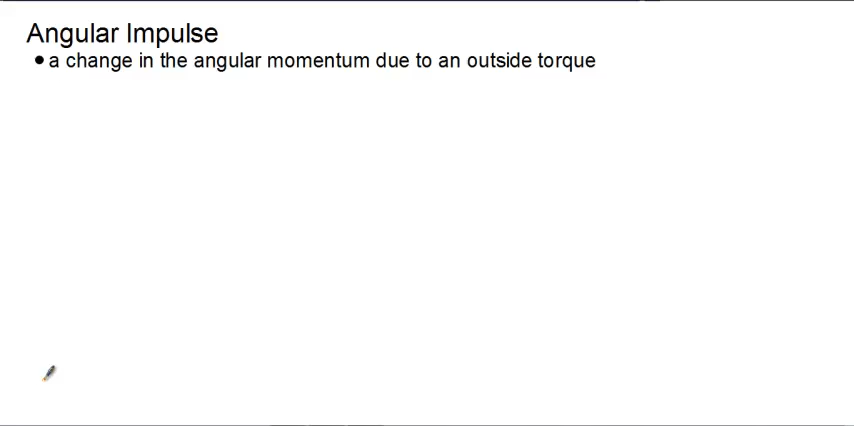 Angular Impulse
• a change in the angular momentum due to an outside torque